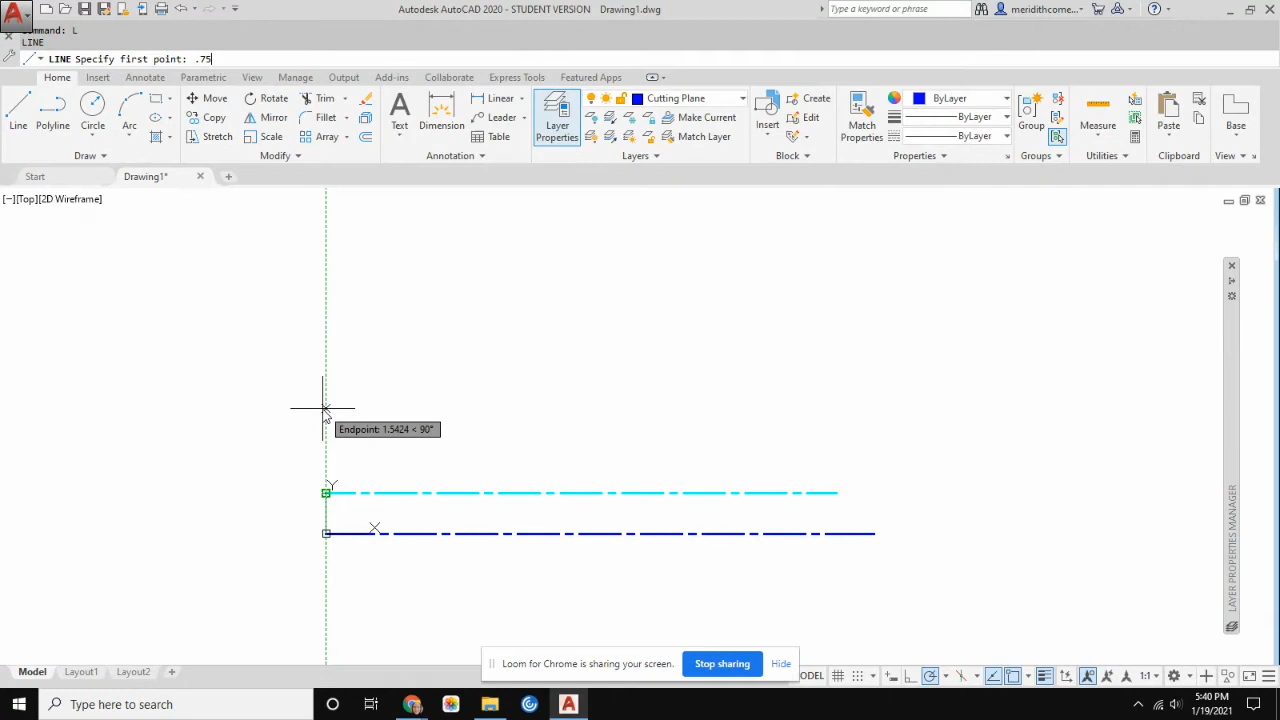 Autodesk AutoCAD 2020 - STUDENT VERSION Drawing1.dwg
Type a keyword or phrase
meridithcome...
Command: L
LINE
LINE Specify first point: .75
Home Insert Annotate Parametric View Manage Output Add-ins Collaborate Express Tools Featured Apps
Line Polyline Circle Arc
Move Rotate Trim
Copy Mirror Fillet
Stretch Scale Array
Text Dimension
Linear
Leader
Table
Layer Properties
Cutting Plane
Make Current
Match Layer
Insert
Create
Edit
Match Properties
ByLayer
ByLayer
ByLayer
Group
Measure
Paste
Base
Draw Modify Annotation Layers Block Properties Groups Utilities Clipboard View
Start Drawing1*
[−][Top][2D Wireframe]
Endpoint: 1.5424 < 90°
Y
X
LAYER PROPERTIES MANAGER
Loom for Chrome is sharing your screen. Stop sharing Hide
Model Layout1 Layout2
1:1
Type here to search
5:40 PM
1/19/2021